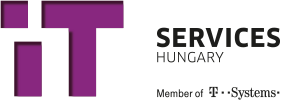 iT
SERVICES
HUNGARY
Member of T··Systems·